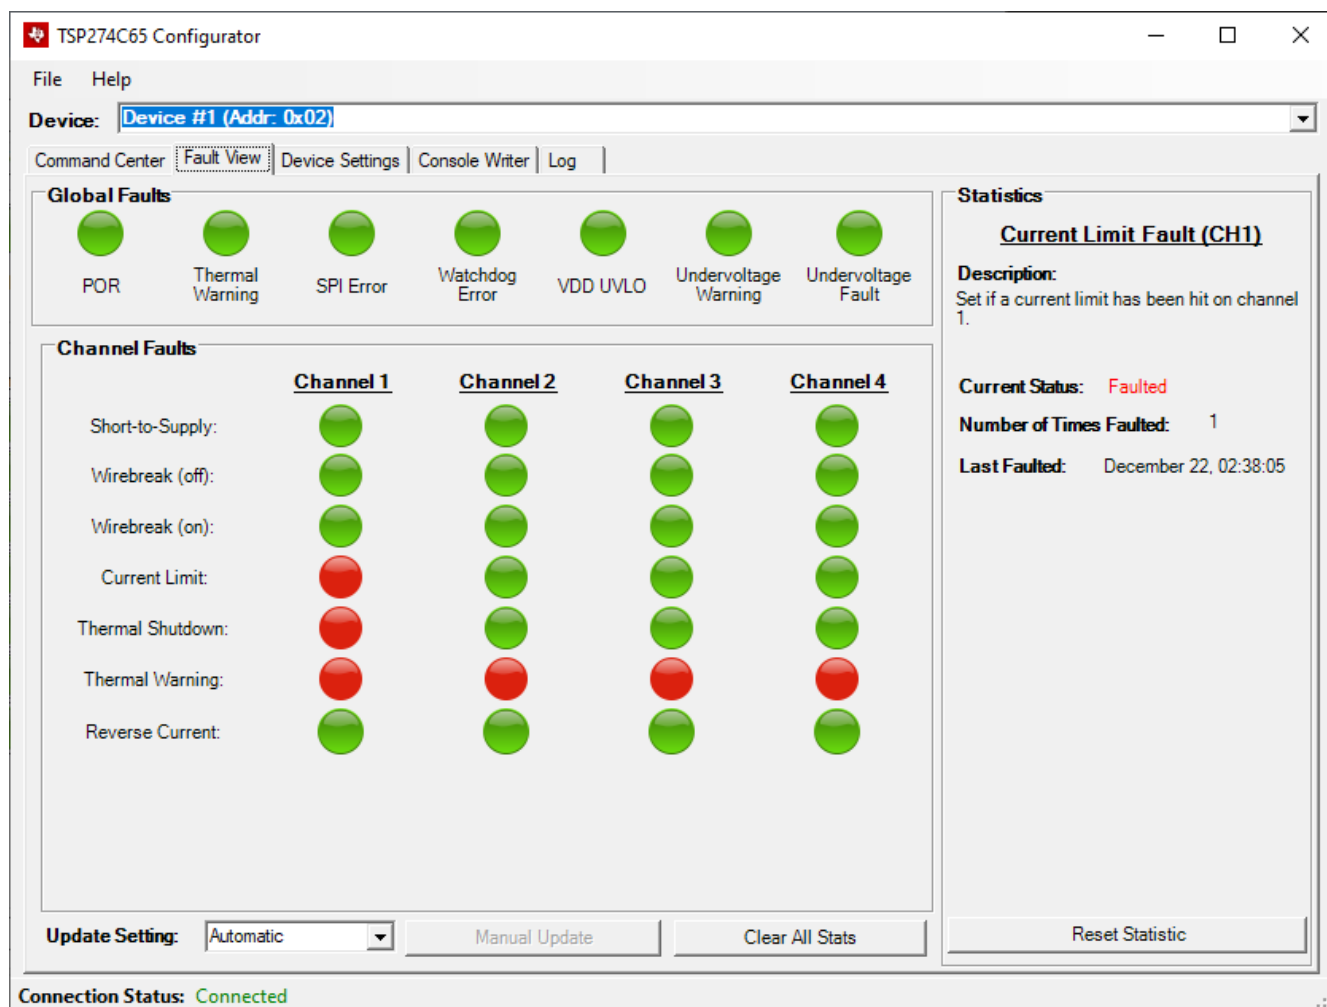 TSP274C65 Configurator
File Help
Device: Device #1 (Addr: 0x02)
Command Center Fault View Device Settings Console Writer Log
Global Faults
POR
Thermal
Warning
SPI Error
Watchdog
Error
VDD UVLO
Undervoltage
Warning
Undervoltage
Fault
Channel Faults
Channel 1 Channel 2 Channel 3 Channel 4
Short-to-Supply:
Wirebreak (off):
Wirebreak (on):
Current Limit:
Thermal Shutdown:
Thermal Warning:
Reverse Current:
Update Setting: Automatic Manual Update Clear All Stats
Statistics
Current Limit Fault (CH1)
Description:
Set if a current limit has been hit on channel
1.
Current Status: Faulted
Number of Times Faulted: 1
Last Faulted: December 22, 02:38:05
Reset Statistic
Connection Status: Connected